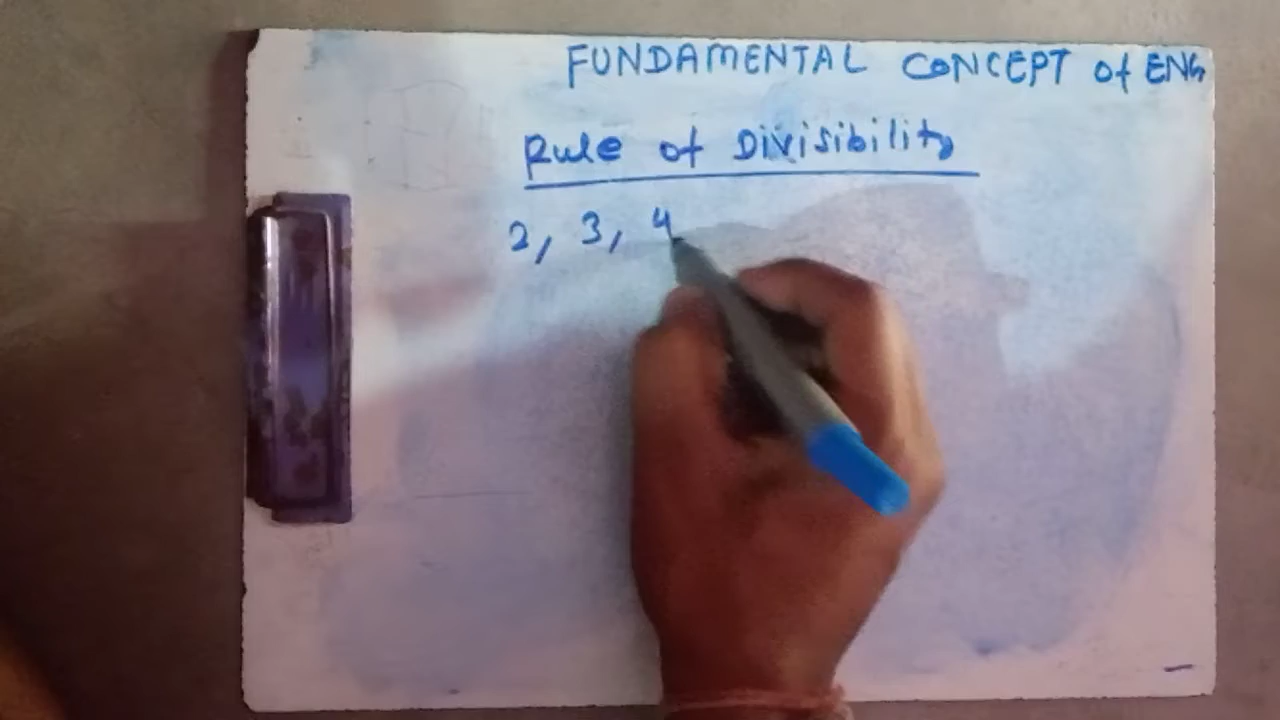 FUNDAMENTAL CONCEPT of ENG
Rule of Divisibility
2, 3, 4